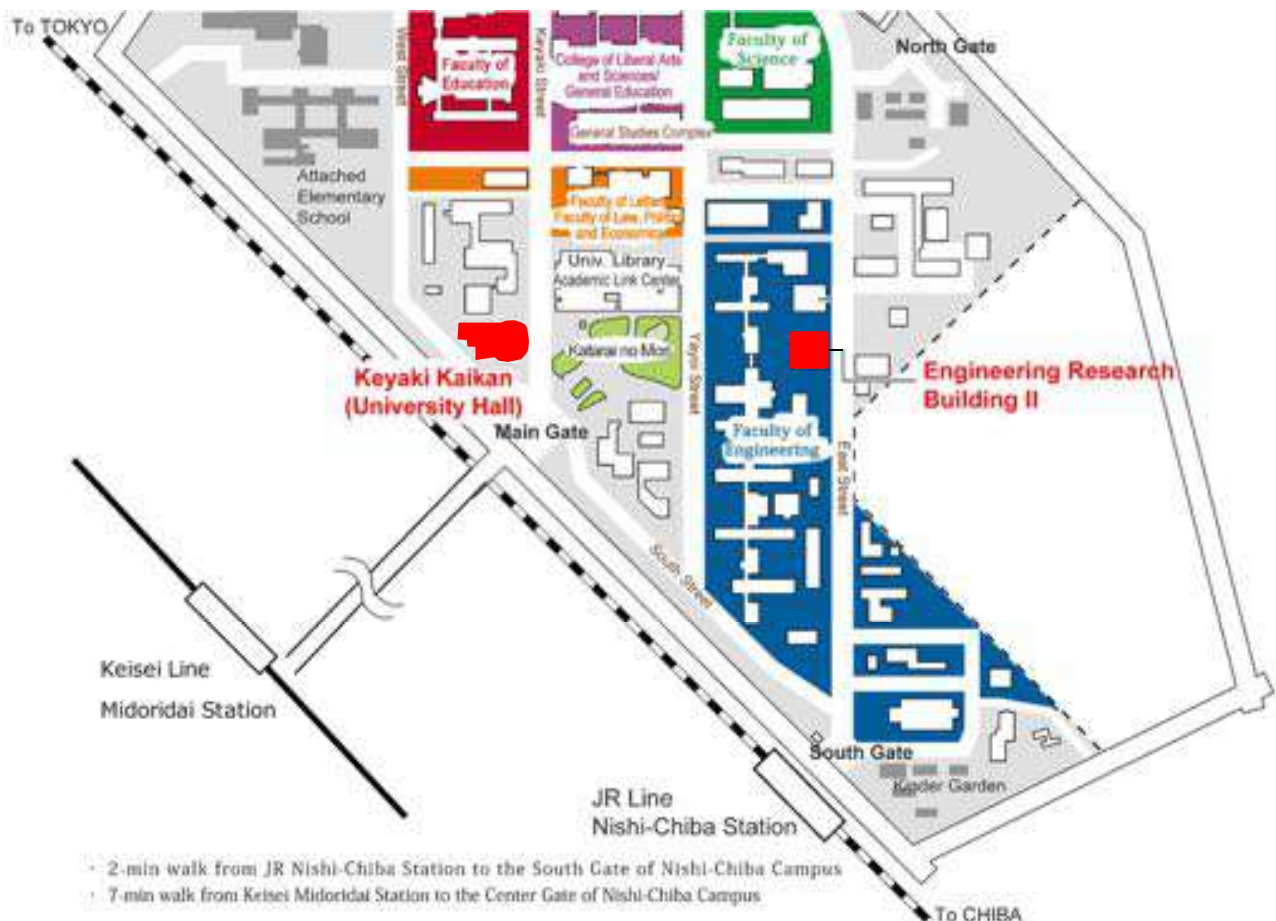 To TOKYO
West Street
Faculty of
Education
Keyaki Street
College of Liberal Arts
and Sciences/
General Education
General Studies Complex
Faculty of
Science
North Gate
Attached
Elementary
School
Faculty of Letters
Faculty of Law, Politics
and Economics
Univ. Library
Academic Link Center
Katarai no Mori
Yayoi Street
Keyaki Kaikan
(University Hall)
Main Gate
Engineering Research
Building II
Faculty of
Engineering
East Street
South Street
Keisei Line
Midoridai Station
South Gate
Kinder Garden
JR Line
Nishi-Chiba Station
· 2-min walk from JR Nishi-Chiba Station to the South Gate of Nishi-Chiba Campus
· 7-min walk from Keisei Midoridai Station to the Center Gate of Nishi-Chiba Campus
To CHIBA